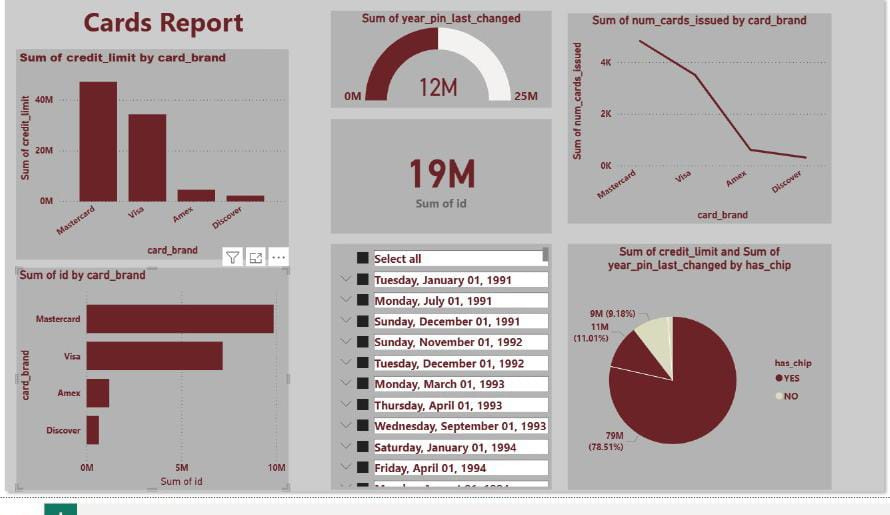 Cards Report
Sum of credit_limit by card_brand
Sum of credit_limit
40M
20M
0M
Mastercard
Visa
Amex
Discover
card_brand
Sum of id by card_brand
card_brand
Mastercard
Visa
Amex
Discover
0M
5M
10M
Sum of id
Sum of year_pin_last_changed
12M
0M
25M
19M
Sum of id
Select all
Tuesday, January 01, 1991
Monday, July 01, 1991
Sunday, December 01, 1991
Sunday, November 01, 1992
Tuesday, December 01, 1992
Monday, March 01, 1993
Thursday, April 01, 1993
Wednesday, September 01, 1993
Saturday, January 01, 1994
Friday, April 01, 1994
Sum of num_cards_issued by card_brand
Sum of num_cards_issued
4K
2K
0K
Mastercard
Visa
Amex
Discover
card_brand
Sum of credit_limit and Sum of
year_pin_last_changed by has_chip
9M (9.18%)
11M
(11.01%)
79M
(78.51%)
has_chip
YES
NO